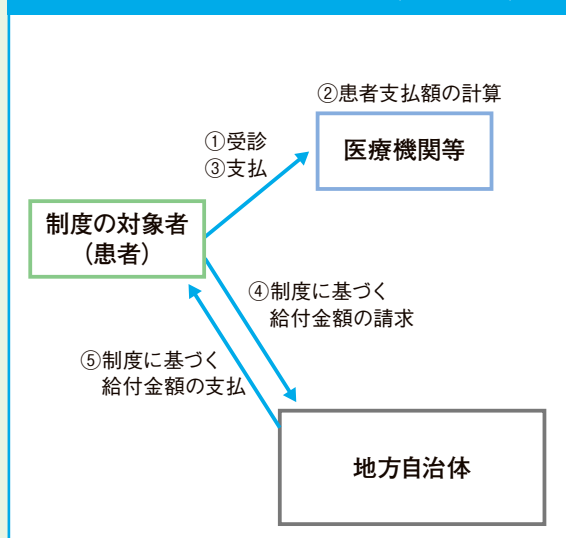 ②患者支払額の計算
①受診
③支払
医療機関等
制度の対象者
(患者)
④制度に基づく
給付金額の請求
⑤制度に基づく
給付金額の支払
地方自治体